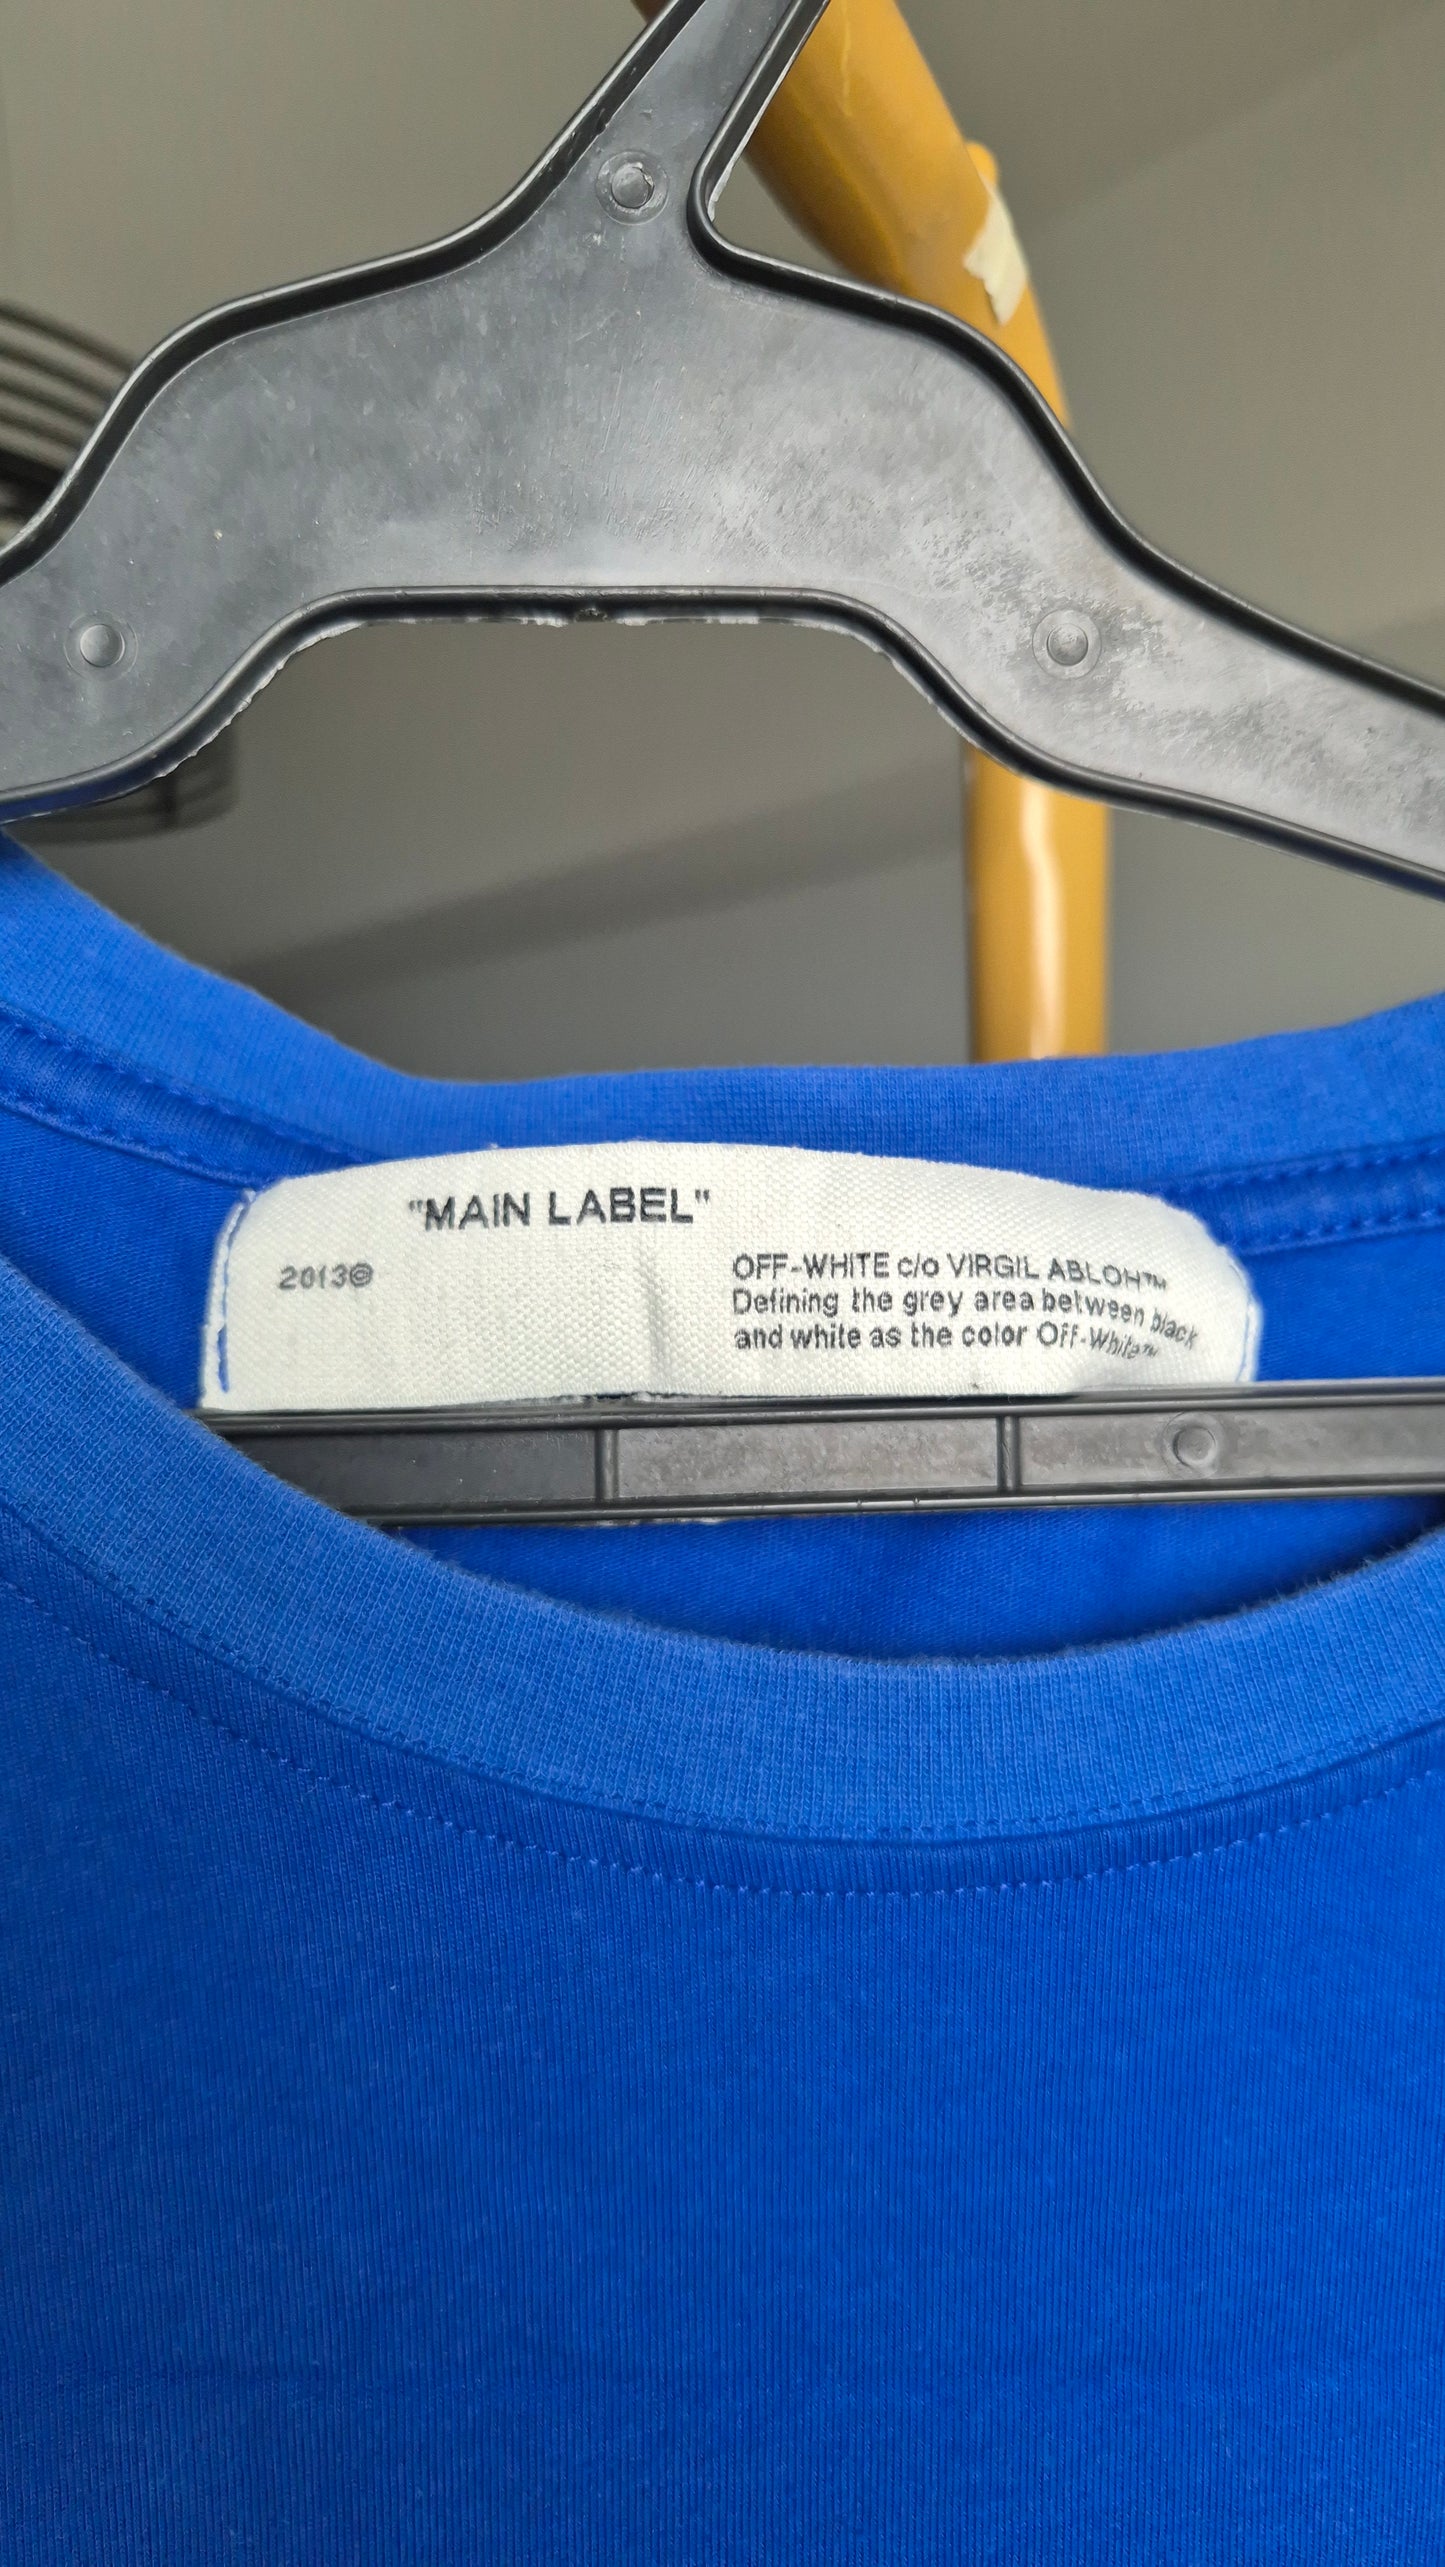 "MAIN LABEL"
2013©
OFF-WHITE c/o VIRGIL ABLOH™
Defining the grey area between black
and white as the color Off-White™